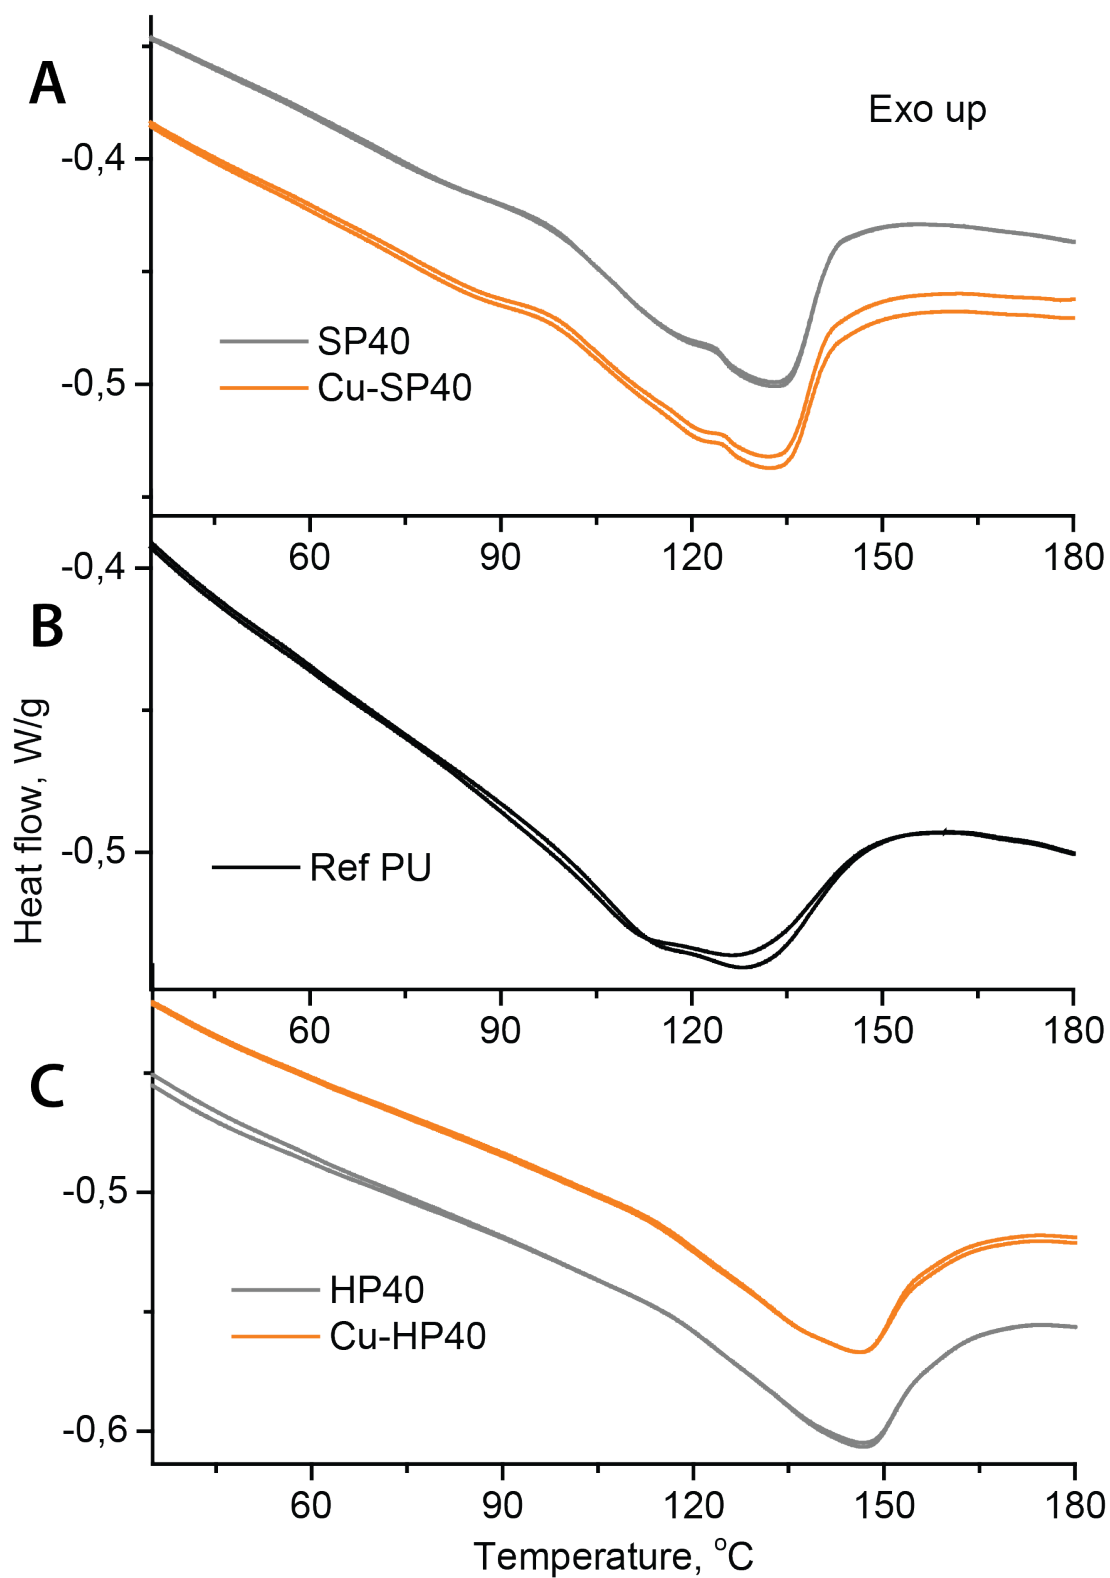 A
Exo up
-0,4
-0,5
SP40
Cu-SP40
60 90 120 150 180
B
Heat flow, W/g
-0,4
-0,5
Ref PU
60 90 120 150 180
C
-0,5
-0,6
HP40
Cu-HP40
60 90 120 150 180
Temperature, °C